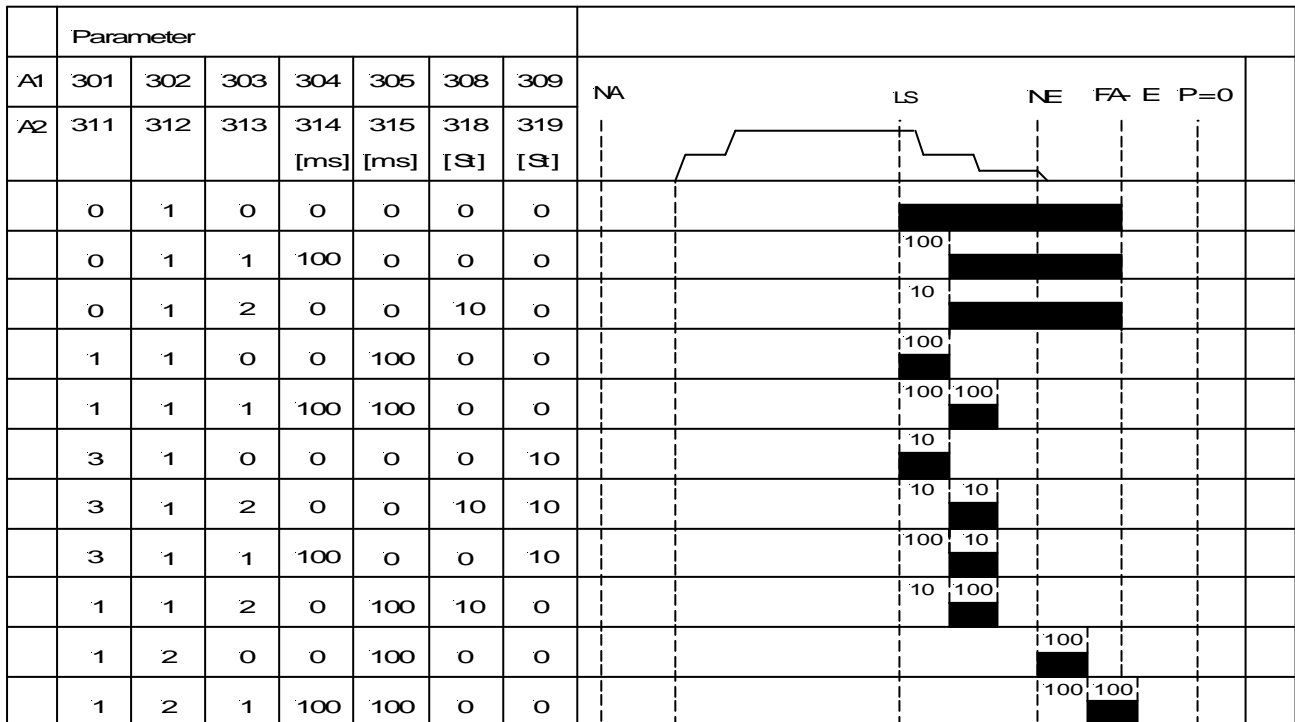 Parameter
A1 301 302 303 304 305 308 309
NA LS NE FA- E P=0
A2 311 312 313 314 315 318 319
[ms] [ms] [St] [St]
0 1 0 0 0 0 0
0 1 1 100 0 0 0 100
0 1 2 0 0 10 0 10
1 1 0 0 100 0 0 100
1 1 1 100 100 0 0 100 100
3 1 0 0 0 0 10 10
3 1 2 0 0 10 10 10 10
3 1 1 100 0 0 10 100 10
1 1 2 0 100 10 0 10 100
1 2 0 0 100 0 0 100
1 2 1 100 100 0 0 100 100